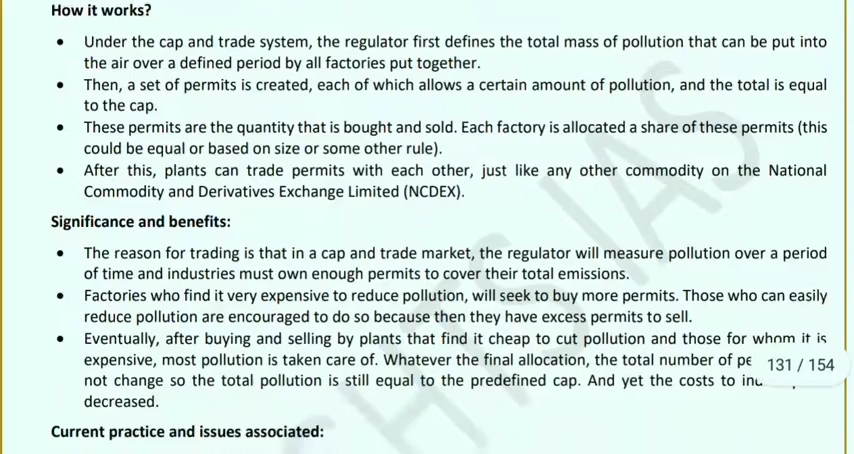 How it works?
• Under the cap and trade system, the regulator first defines the total mass of pollution that can be put into
the air over a defined period by all factories put together.
• Then, a set of permits is created, each of which allows a certain amount of pollution, and the total is equal
to the cap.
• These permits are the quantity that is bought and sold. Each factory is allocated a share of these permits (this
could be equal or based on size or some other rule).
• After this, plants can trade permits with each other, just like any other commodity on the National
Commodity and Derivatives Exchange Limited (NCDEX).
Significance and benefits:
• The reason for trading is that in a cap and trade market, the regulator will measure pollution over a period
of time and industries must own enough permits to cover their total emissions.
• Factories who find it very expensive to reduce pollution, will seek to buy more permits. Those who can easily
reduce pollution are encouraged to do so because then they have excess permits to sell.
• Eventually, after buying and selling by plants that find it cheap to cut pollution and those for whom it is
expensive, most pollution is taken care of. Whatever the final allocation, the total number of
131 / 154
not change so the total pollution is still equal to the predefined cap. And yet the costs to
decreased.
Current practice and issues associated: